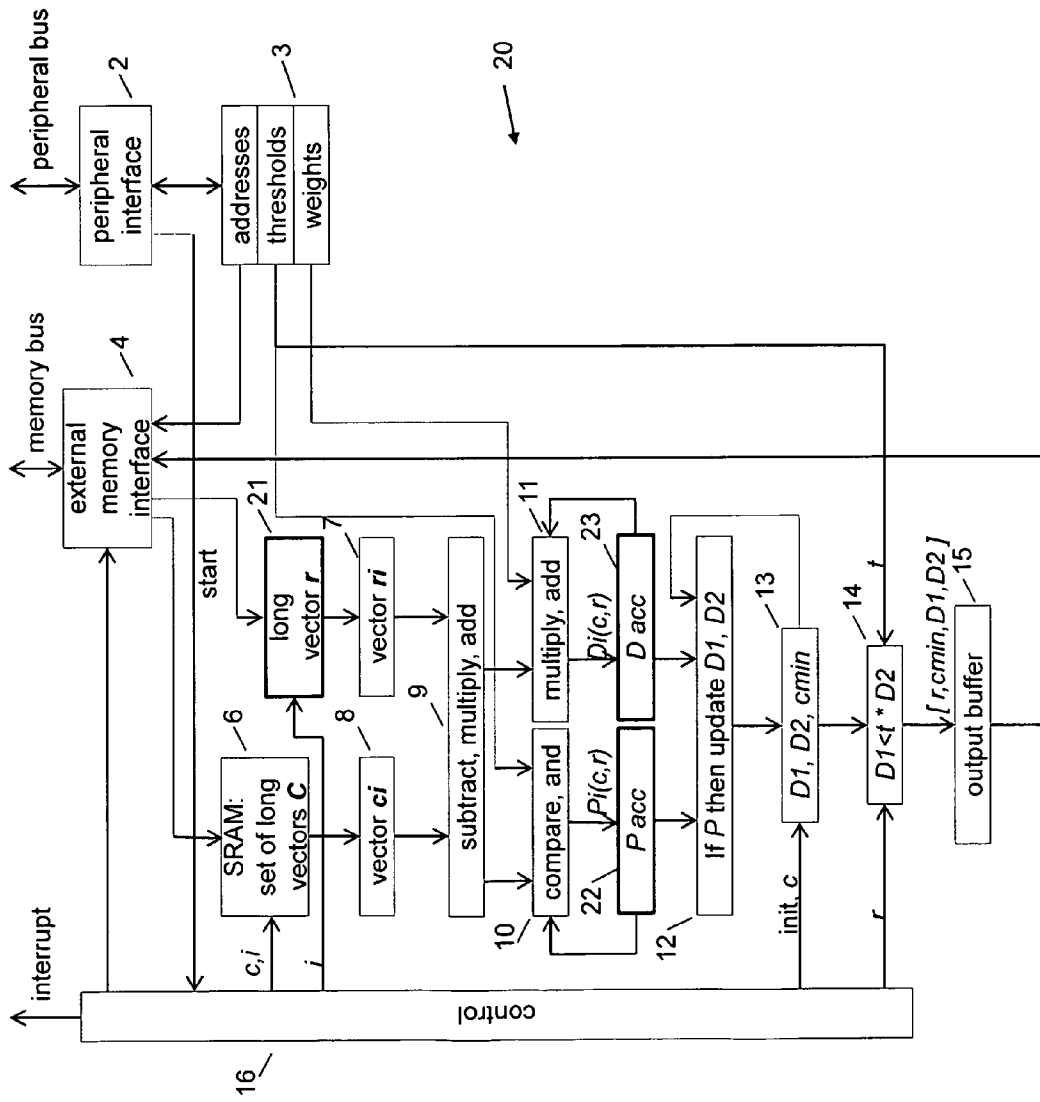 interrupt
memory bus
peripheral bus
4
2
external
memory
interface
peripheral
interface
3
addresses
thresholds
weights
20
start
6
21
SRAM:
set of long
vectors C
long
vector r
c,i
i
8
7
vector ci
vector ri
9
subtract, multiply, add
10
11
compare, and
multiply, add
Pi(c,r)
Di(c,r)
22
23
P acc
D acc
12
If P then update D1, D2
13
init, c
D1, D2, cmin
14
r
D1<t * D2
t
[ r,cmin,D1,D2 ]
15
output buffer
control
16